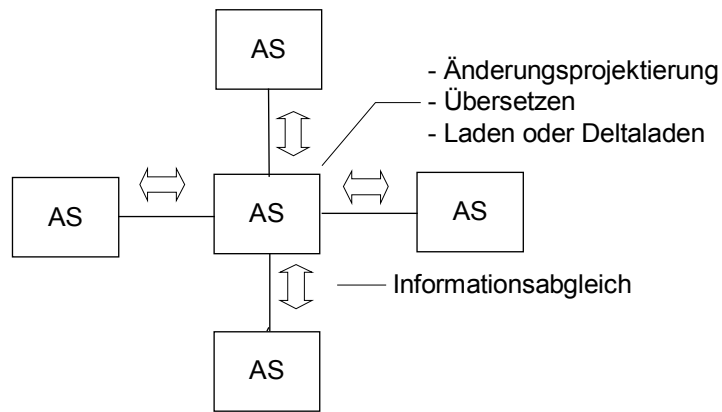 AS
- Änderungsprojektierung
- Übersetzen
- Laden oder Deltaladen
AS
AS
AS
Informationsabgleich
AS